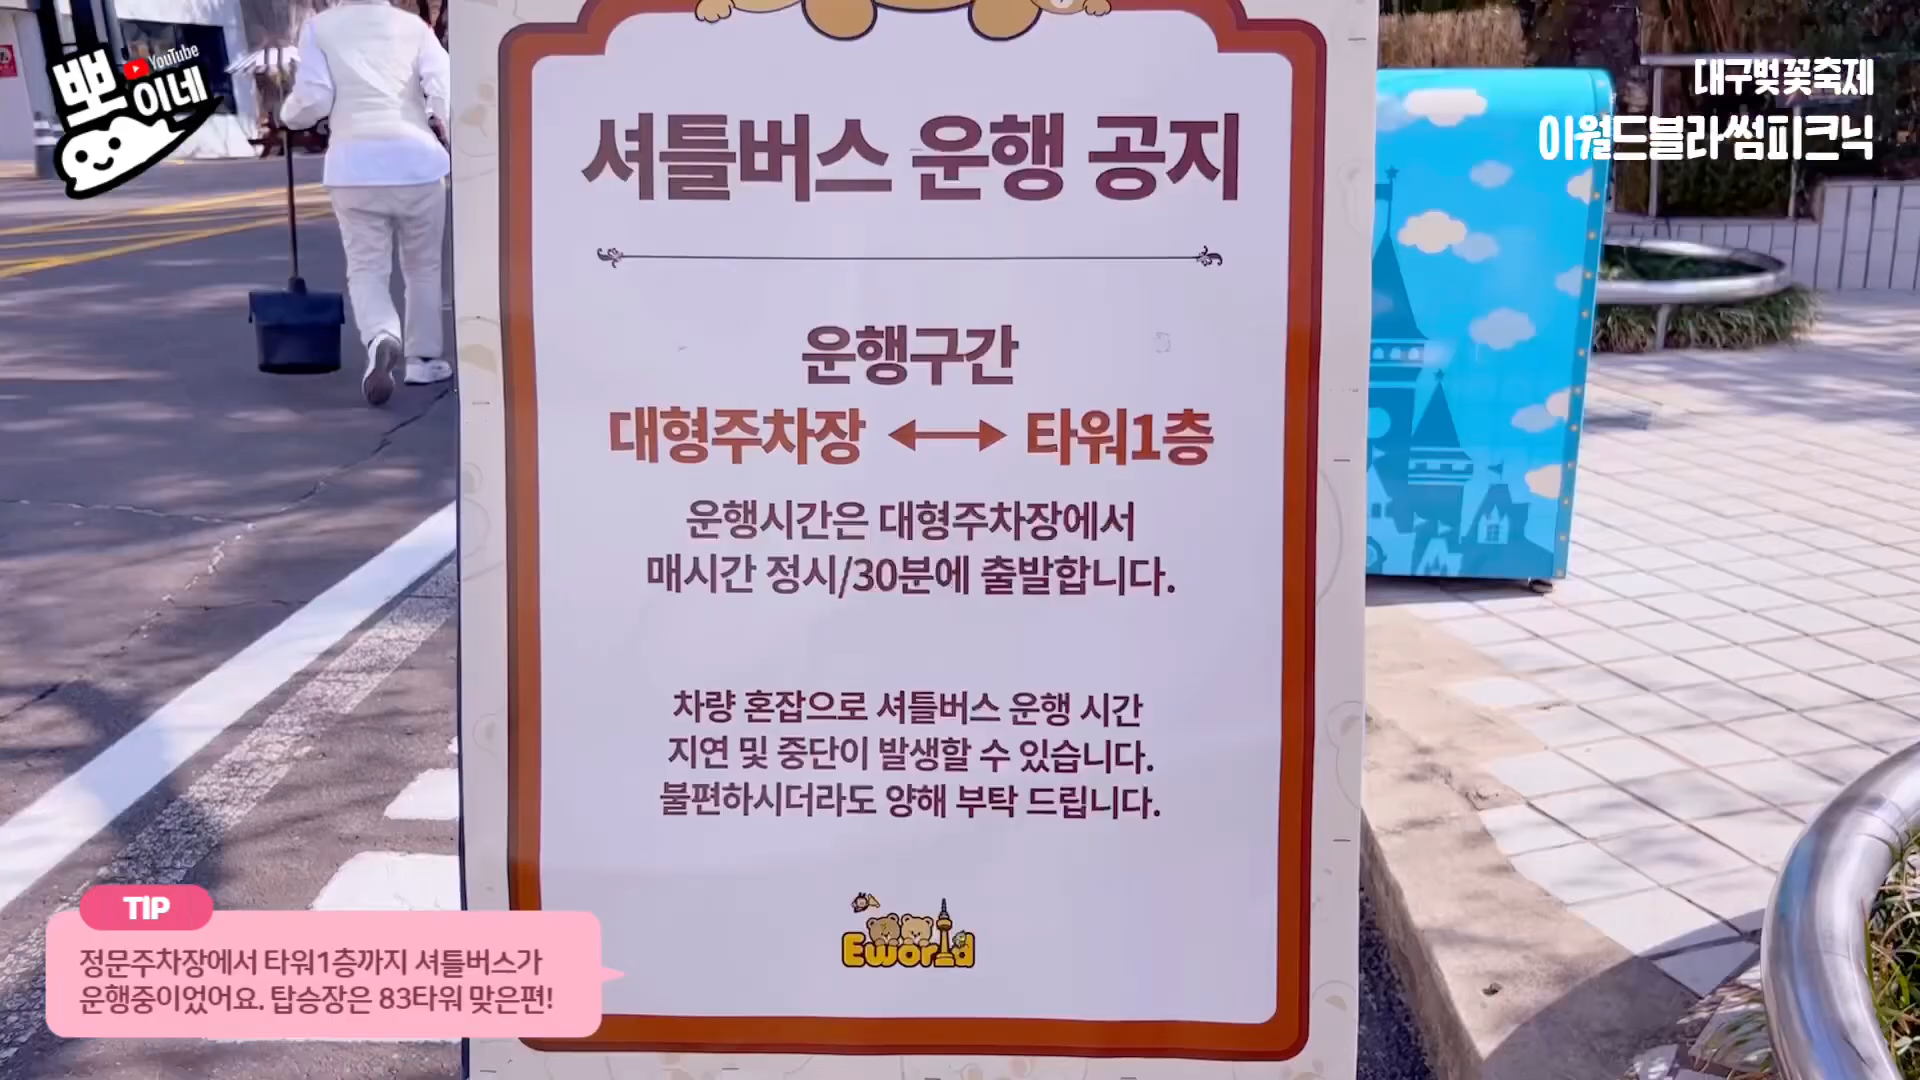 뽀이네
YouTube
대구벚꽃축제
이월드블라썸피크닉
셔틀버스 운행 공지
운행구간
대형주차장 ↔ 타워1층
운행시간은 대형주차장에서
매시간 정시/30분에 출발합니다.
차량 혼잡으로 셔틀버스 운행 시간
지연 및 중단이 발생할 수 있습니다.
불편하시더라도 양해 부탁 드립니다.
Eworld
TIP
정문주차장에서 타워1층까지 셔틀버스가
운행중이었어요. 탑승장은 83타워 맞은편!